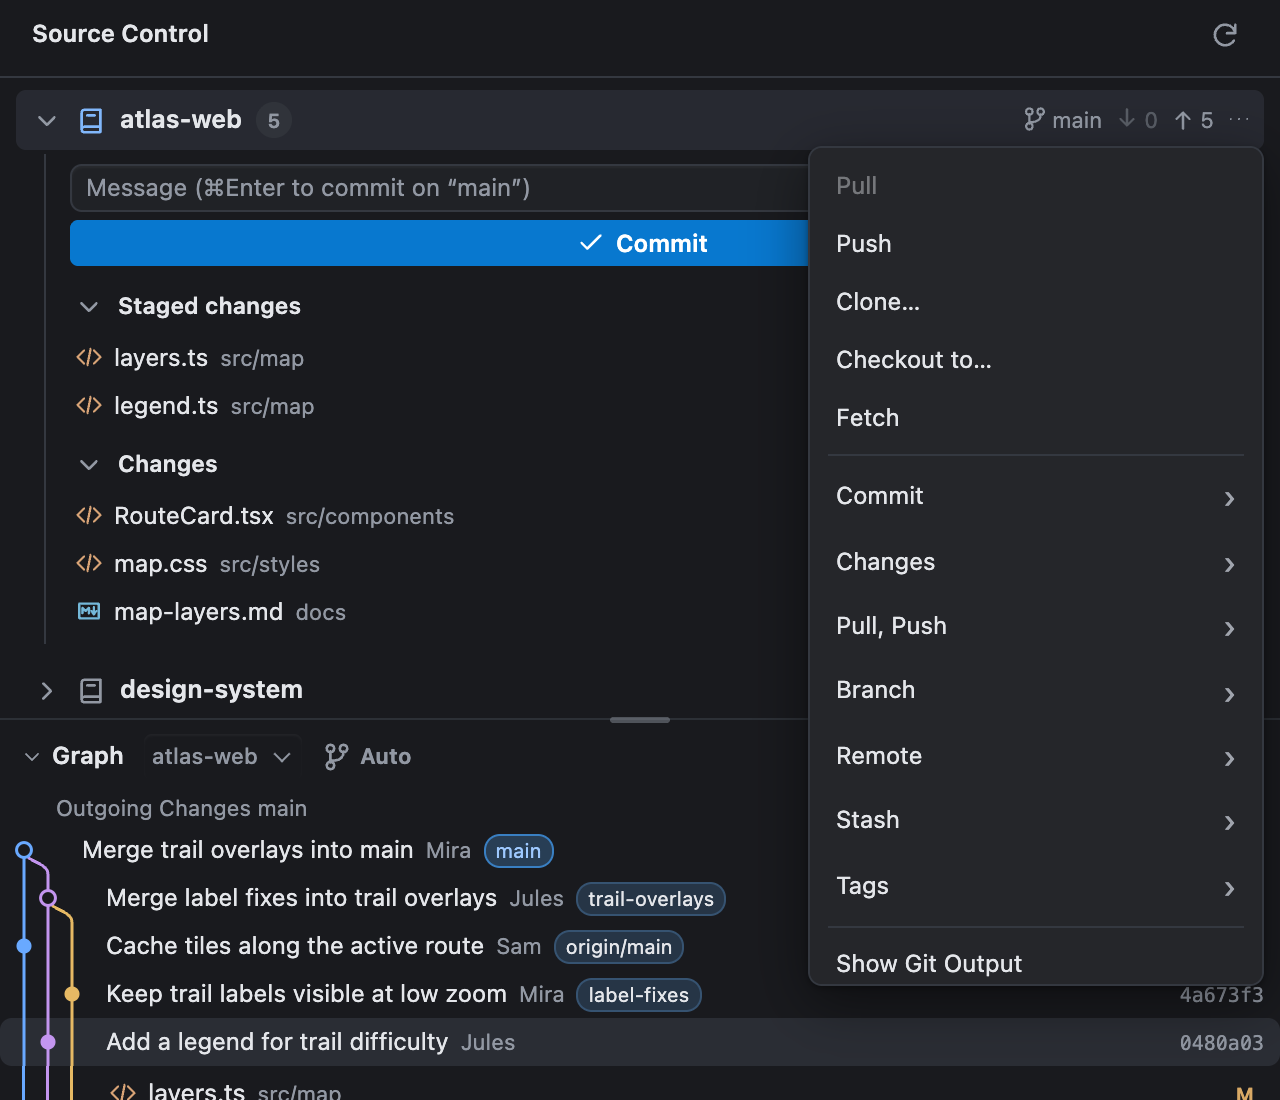 Source Control
atlas-web 5 main 0 5 ...
Message (⌘Enter to commit on “main”)
Commit
Staged changes
layers.ts src/map
legend.ts src/map
Changes
RouteCard.tsx src/components
map.css src/styles
map-layers.md docs
design-system
Pull
Push
Clone...
Checkout to...
Fetch
Commit
Changes
Pull, Push
Branch
Remote
Stash
Tags
Show Git Output
Graph atlas-web Auto
Outgoing Changes main
Merge trail overlays into main Mira main
Merge label fixes into trail overlays Jules trail-overlays
Cache tiles along the active route Sam origin/main
Keep trail labels visible at low zoom Mira label-fixes 4a673f3
Add a legend for trail difficulty Jules 0480a03
layers.ts src/map M